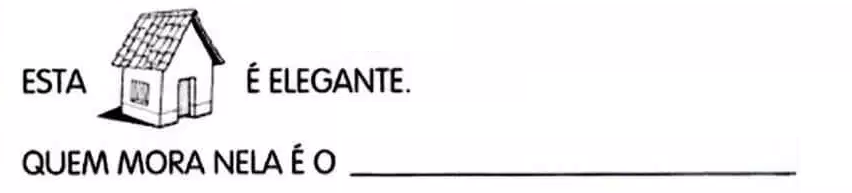 ESTA É ELEGANTE.
QUEM MORA NELA É O